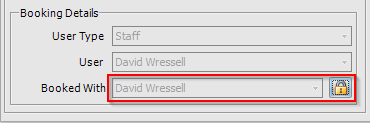 Booking Details
User Type Staff
User David Wressell
Booked With David Wressell